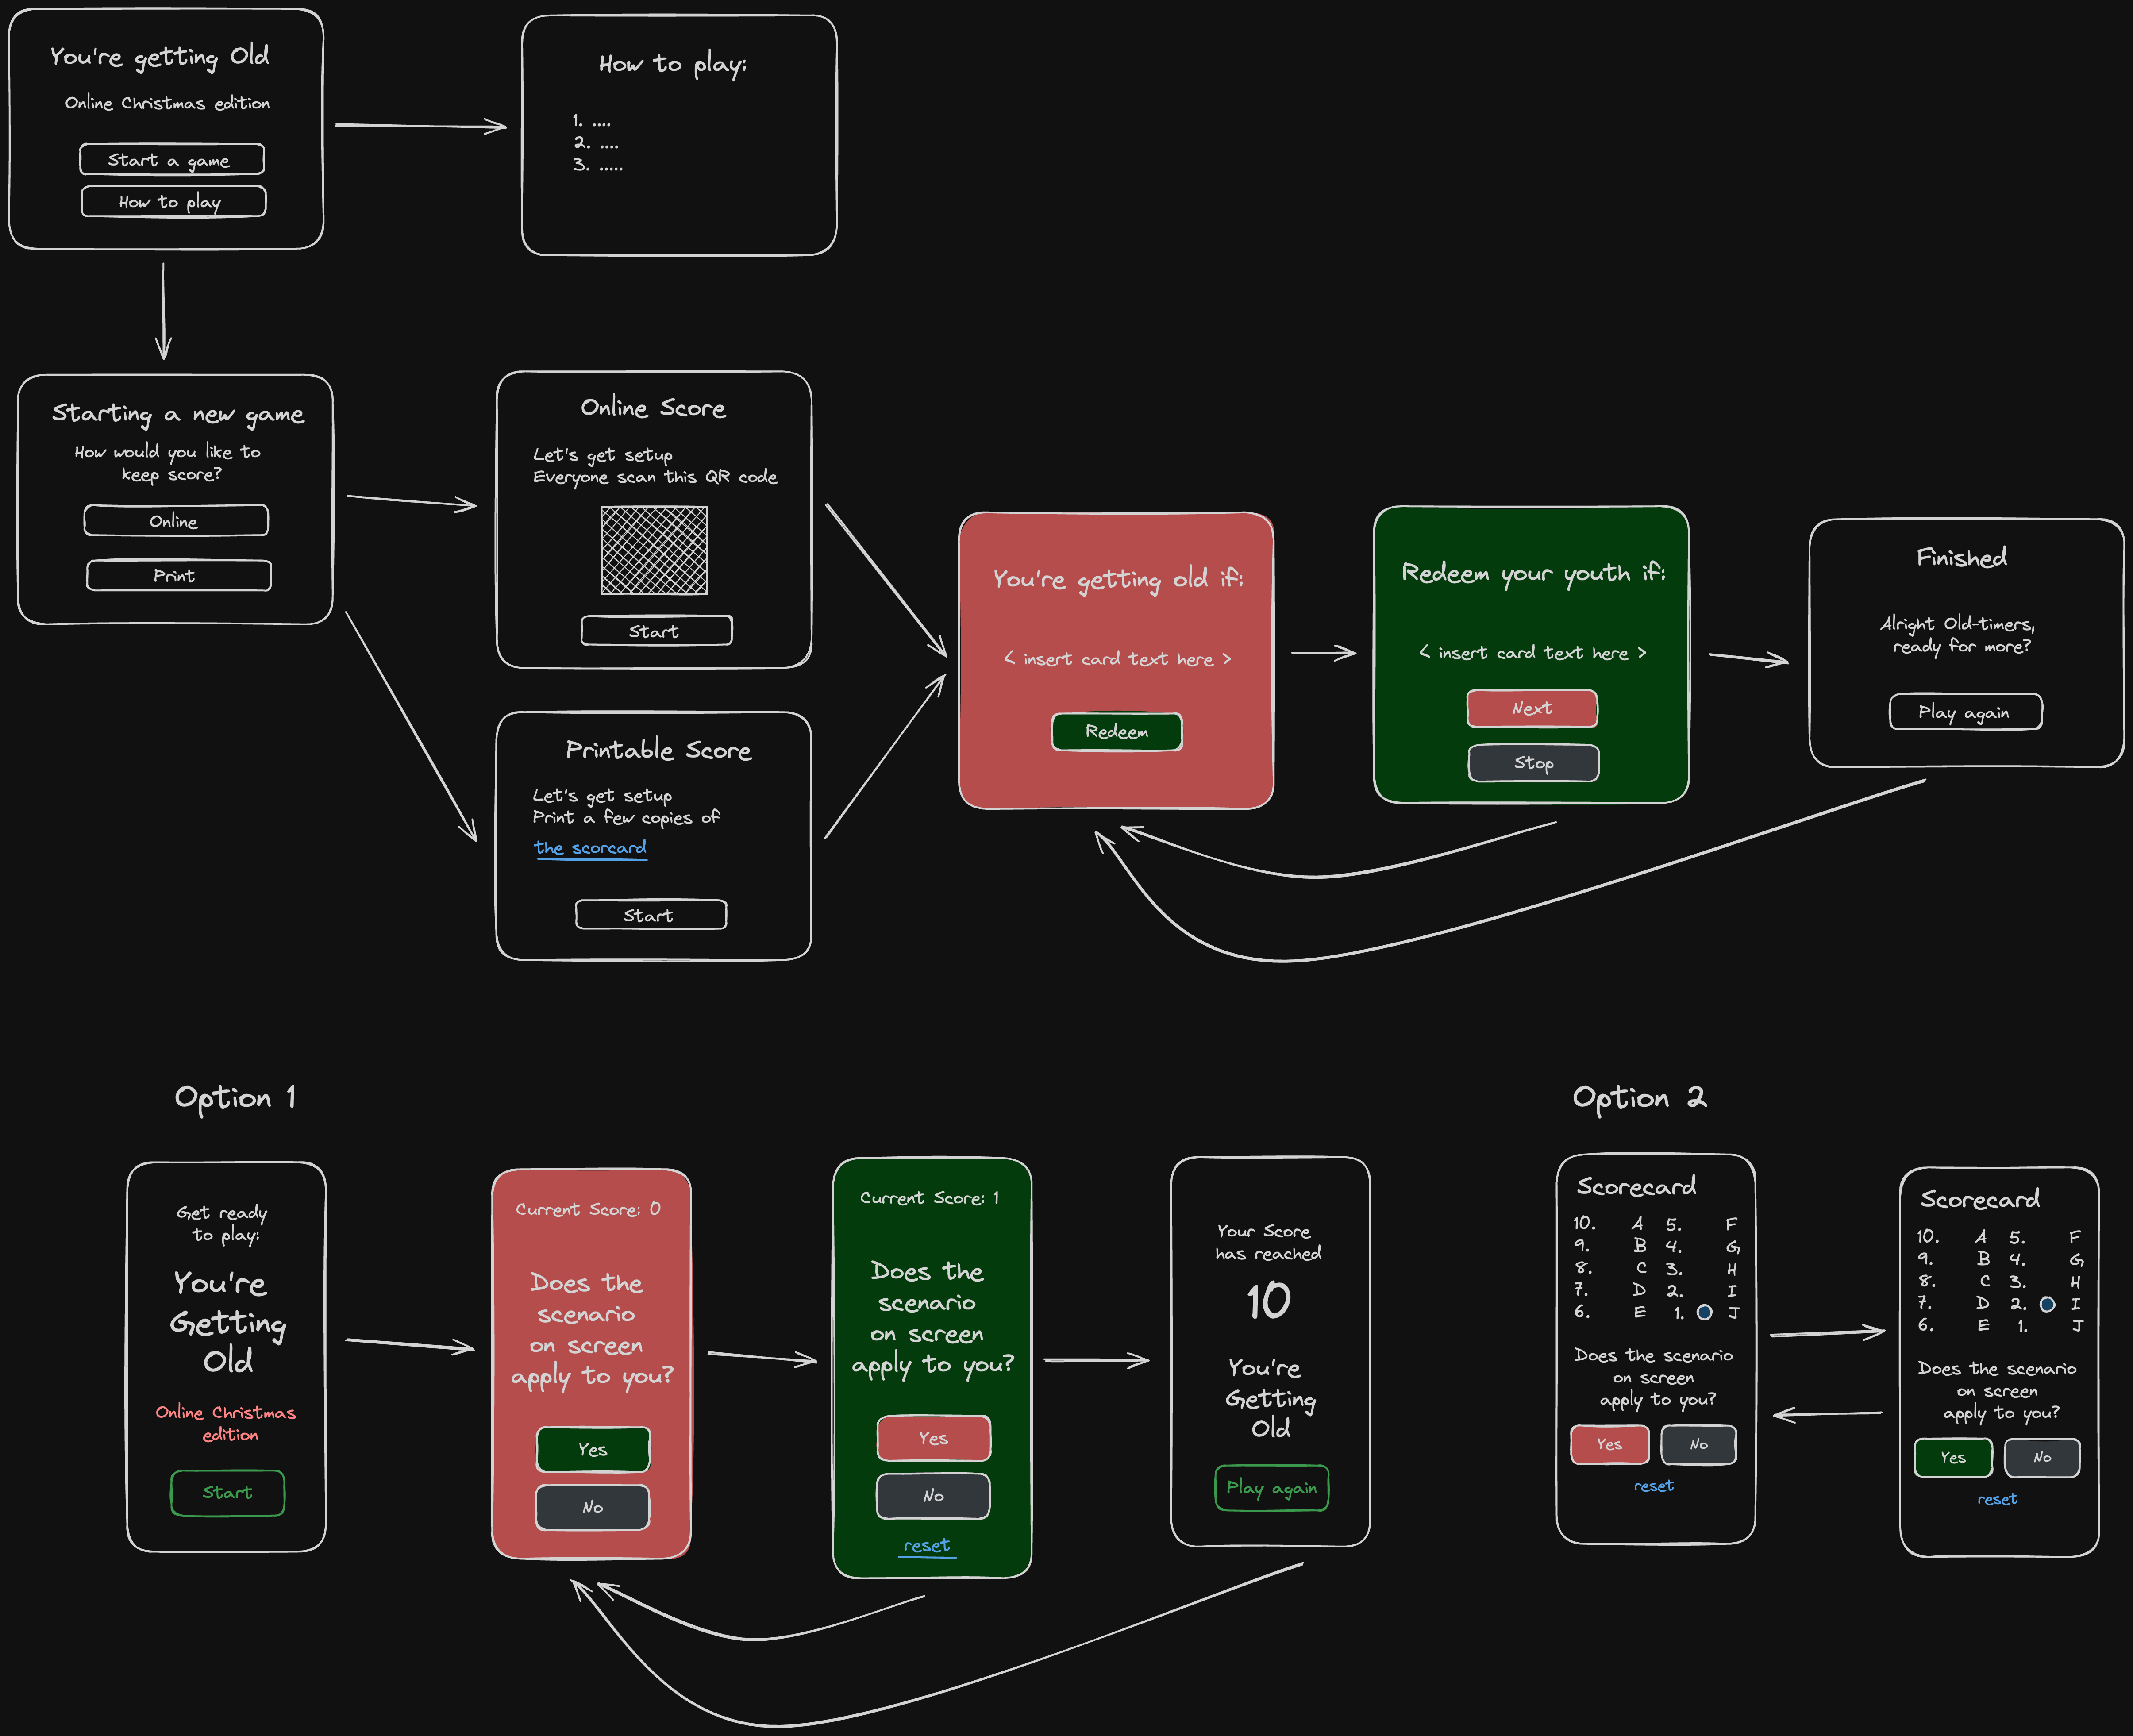 You're getting Old
Online Christmas edition
Start a game
How to play
How to play:
1. ....
2. ....
3. .....
Starting a new game
How would you like to
keep score?
Online
Print
Online Score
Let's get setup
Everyone scan this QR code
Start
Printable Score
Let's get setup
Print a few copies of
the scorcard
Start
You're getting old if:
< insert card text here >
Redeem
Redeem your youth if:
< insert card text here >
Next
Stop
Finished
Alright Old-timers,
ready for more?
Play again
Option 1
Get ready
to play:
You're
Getting
Old
Online Christmas
edition
Start
Current Score: 0
Does the
scenario
on screen
apply to you?
Yes
No
Current Score: 1
Does the
scenario
on screen
apply to you?
Yes
No
reset
Your Score
has reached
10
You're
Getting
Old
Play again
Option 2
Scorecard
10. A 5. F
9. B 4. G
8. C 3. H
7. D 2. I
6. E 1. J
Does the scenario
on screen
apply to you?
Yes No
reset
Scorecard
10. A 5. F
9. B 4. G
8. C 3. H
7. D 2. I
6. E 1. J
Does the scenario
on screen
apply to you?
Yes No
reset